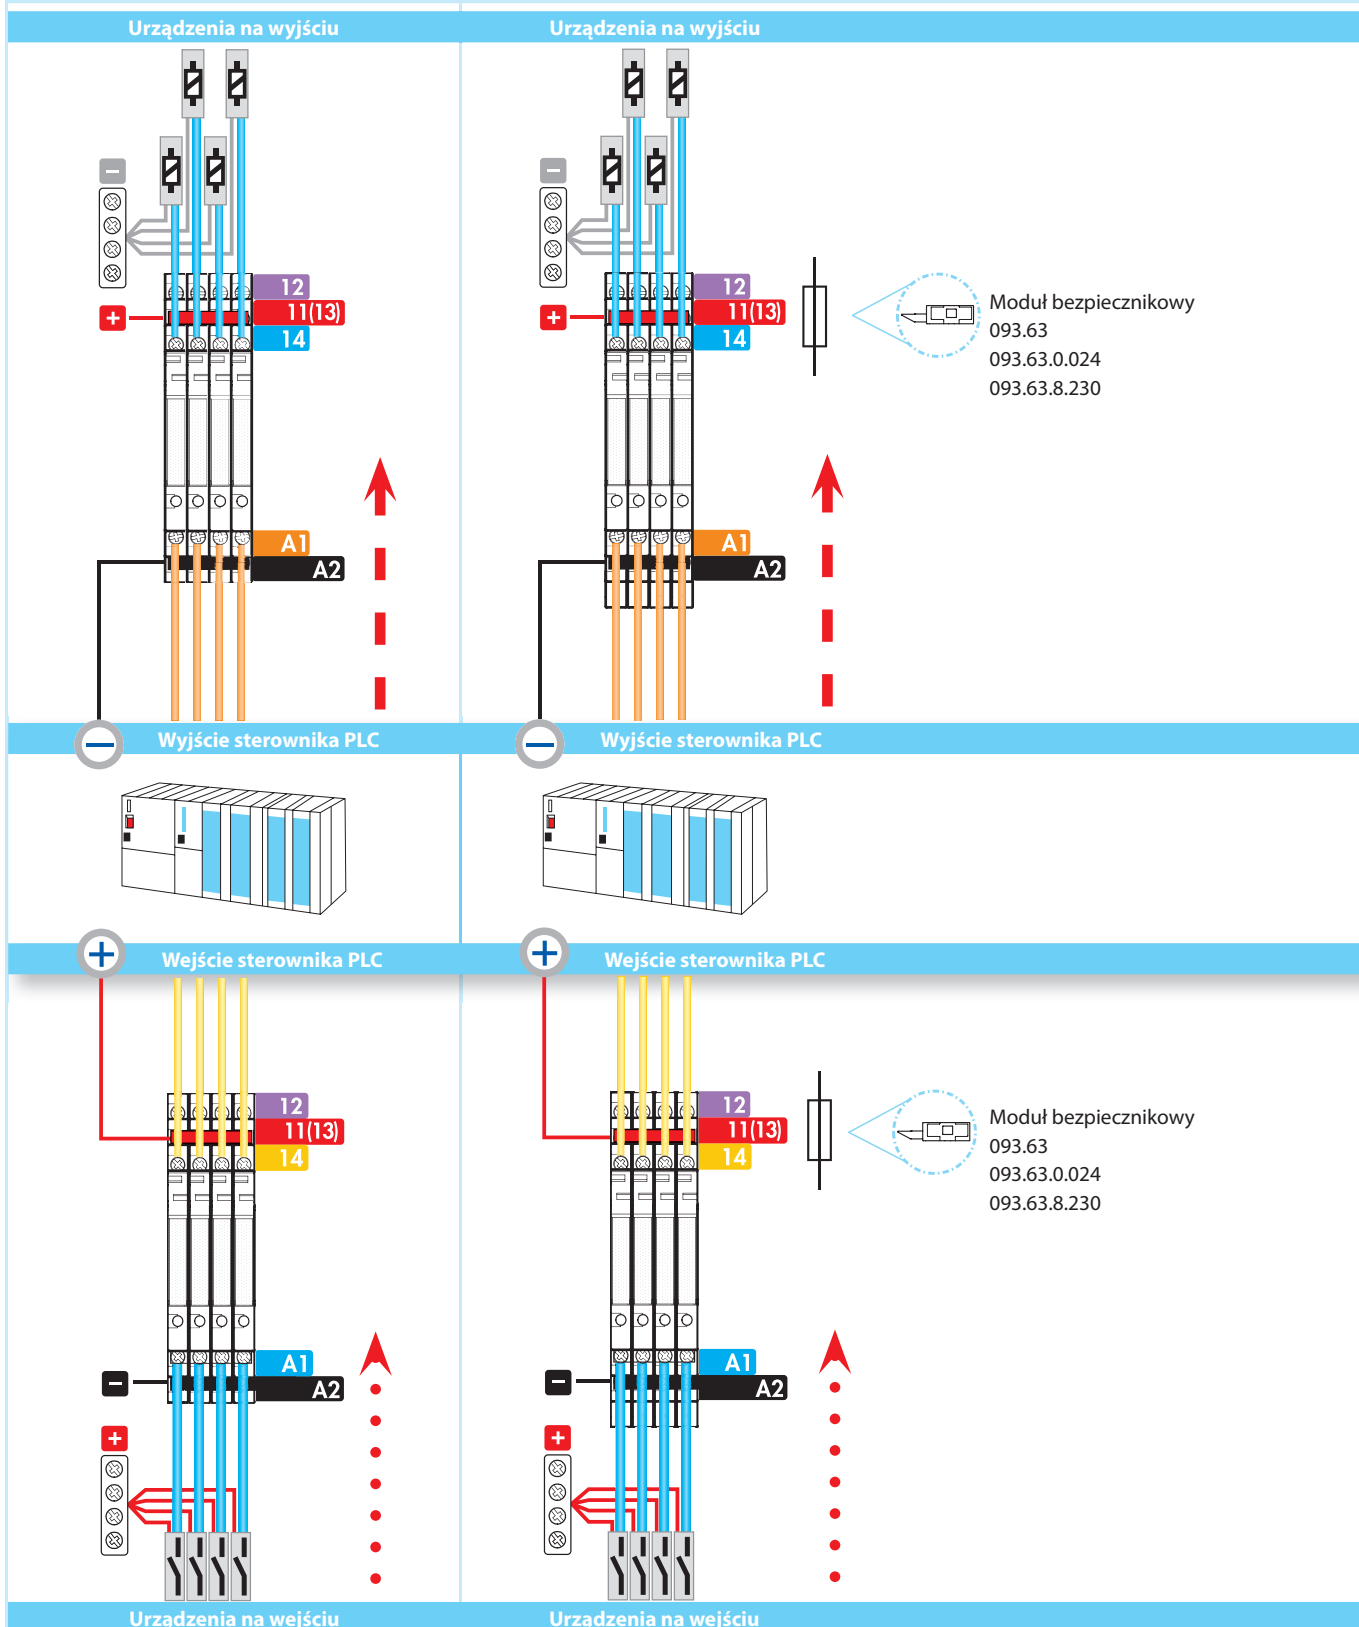 Urządzenia na wyjściu
Urządzenia na wyjściu
12
11(13)
14
A1
A2
12
11(13)
14
A1
A2
Moduł bezpiecznikowy
093.63
093.63.0.024
093.63.8.230
Wyjście sterownika PLC
Wyjście sterownika PLC
Wejście sterownika PLC
Wejście sterownika PLC
12
11(13)
14
A1
A2
12
11(13)
14
A1
A2
Moduł bezpiecznikowy
093.63
093.63.0.024
093.63.8.230
Urządzenia na wejściu
Urządzenia na wejściu